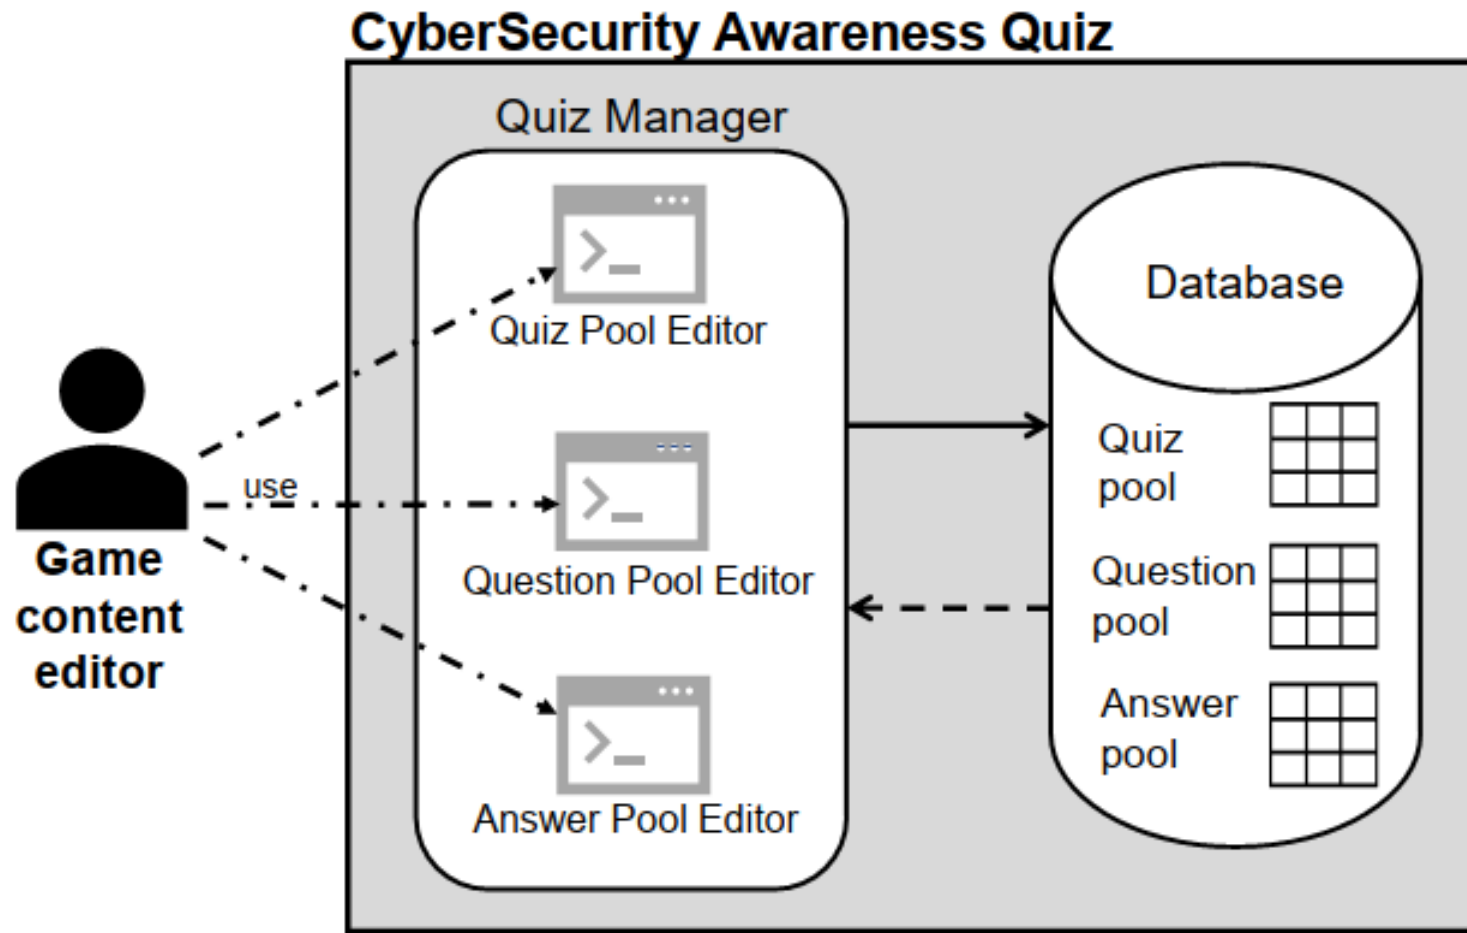 CyberSecurity Awareness Quiz
Quiz Manager
Quiz Pool Editor
use
Question Pool Editor
Answer Pool Editor
Game
content
editor
Database
Quiz
pool
Question
pool
Answer
pool